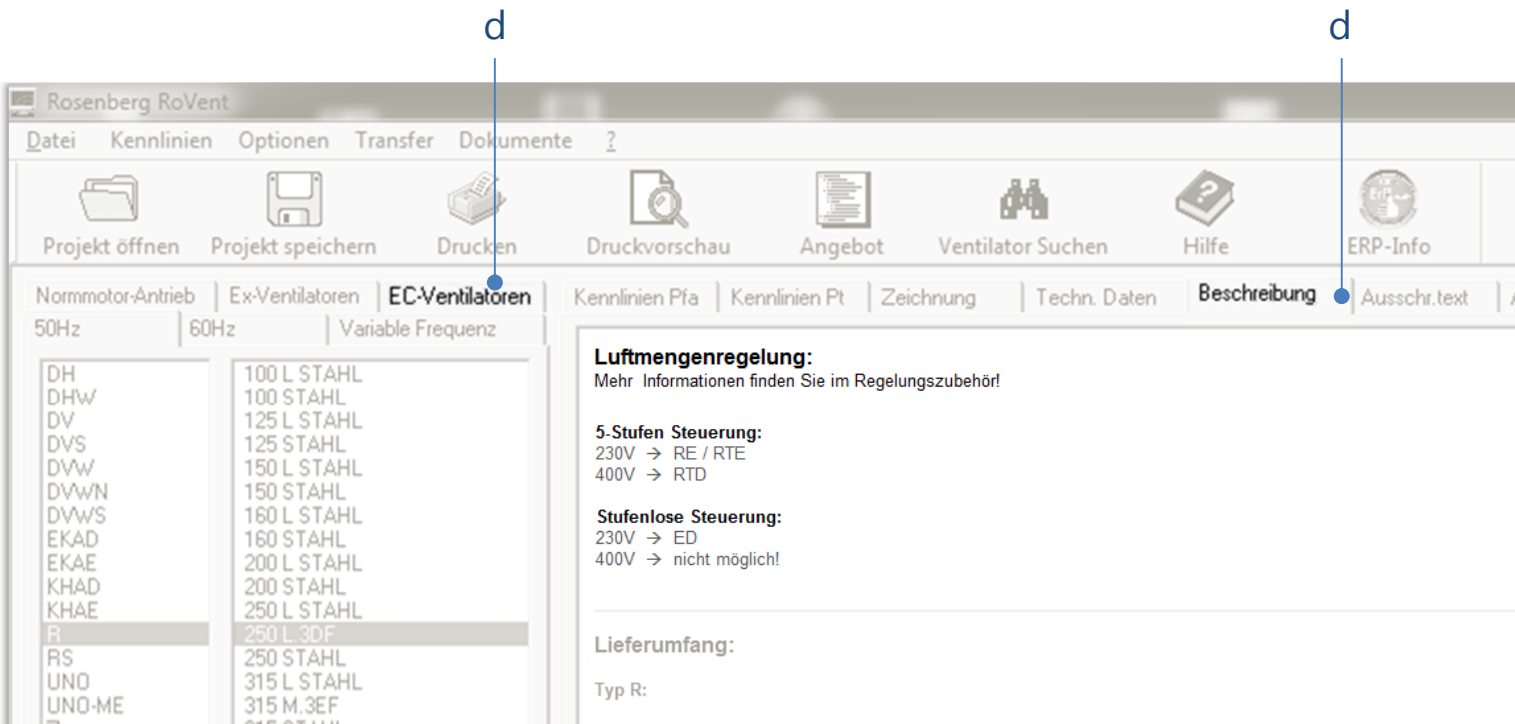 d d
Rosenberg RoVent
Datei Kennlinien Optionen Transfer Dokumente ?
Projekt öffnen Projekt speichern Drucken Druckvorschau Angebot Ventilator Suchen Hilfe ERP-Info
Normmotor-Antrieb Ex-Ventilatoren EC-Ventilatoren Kennlinien Pfa Kennlinien Pt Zeichnung Techn. Daten Beschreibung Ausschr.text
50Hz 60Hz Variable Frequenz
DH
DHW
DV
DVS
DVW
DVWN
DVWS
EKAD
EKAE
KHAD
KHAE
R
RS
UNO
UNO-ME
100 L STAHL
100 STAHL
125 L STAHL
125 STAHL
150 L STAHL
150 STAHL
160 L STAHL
160 STAHL
200 L STAHL
200 STAHL
250 L STAHL
250 L.3DF
250 STAHL
315 L STAHL
315 M.3EF
Luftmengenregelung:
Mehr Informationen finden Sie im Regelungszubehör!
5-Stufen Steuerung:
230V → RE / RTE
400V → RTD
Stufenlose Steuerung:
230V → ED
400V → nicht möglich!
Lieferumfang:
Typ R: